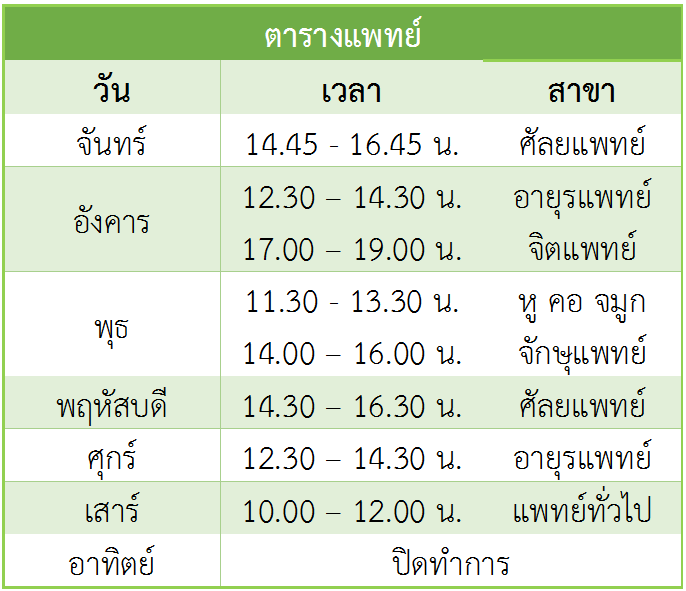 ตารางแพทย์
วัน เวลา สาขา
จันทร์ 14.45 - 16.45 น. ศัลยแพทย์
อังคาร 12.30 – 14.30 น. อายุรแพทย์
17.00 – 19.00 น. จิตแพทย์
พุธ 11.30 - 13.30 น. หู คอ จมูก
14.00 – 16.00 น. จักษุแพทย์
พฤหัสบดี 14.30 – 16.30 น. ศัลยแพทย์
ศุกร์ 12.30 – 14.30 น. อายุรแพทย์
เสาร์ 10.00 – 12.00 น. แพทย์ทั่วไป
อาทิตย์ ปิดทำการ